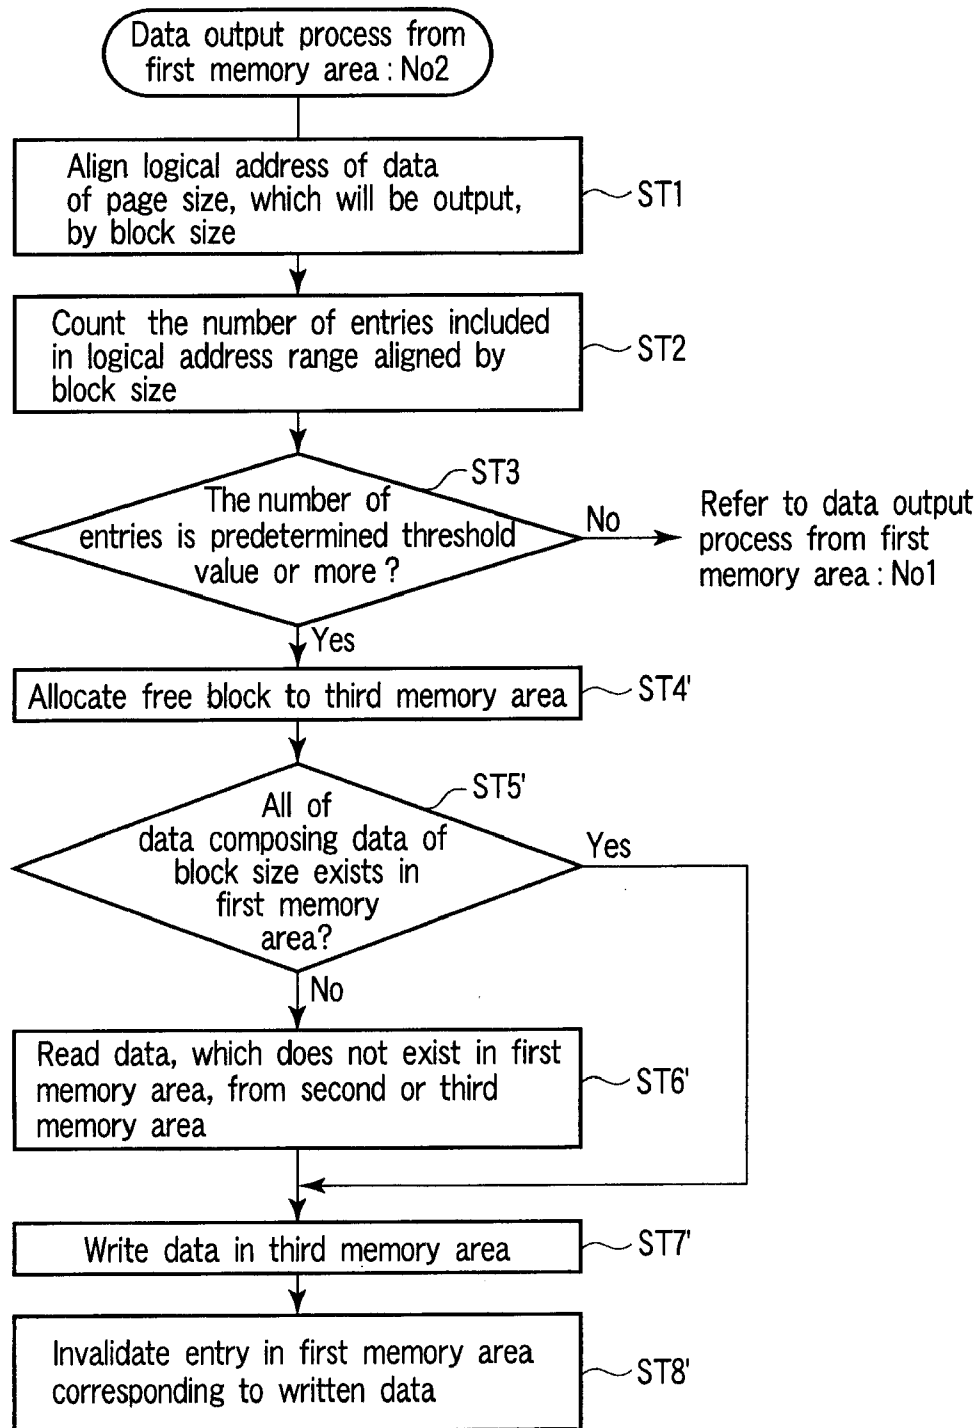 Data output process from
first memory area : No2
Align logical address of data
of page size, which will be output,
by block size
ST1
Count the number of entries included
in logical address range aligned by
block size
ST2
ST3
The number of
entries is predetermined threshold
value or more ?
No
Refer to data output
process from first
memory area : No1
Yes
Allocate free block to third memory area
ST4'
ST5'
All of
data composing data of
block size exists in
first memory
area?
Yes
No
Read data, which does not exist in first
memory area, from second or third
memory area
ST6'
Write data in third memory area
ST7'
Invalidate entry in first memory area
corresponding to written data
ST8'